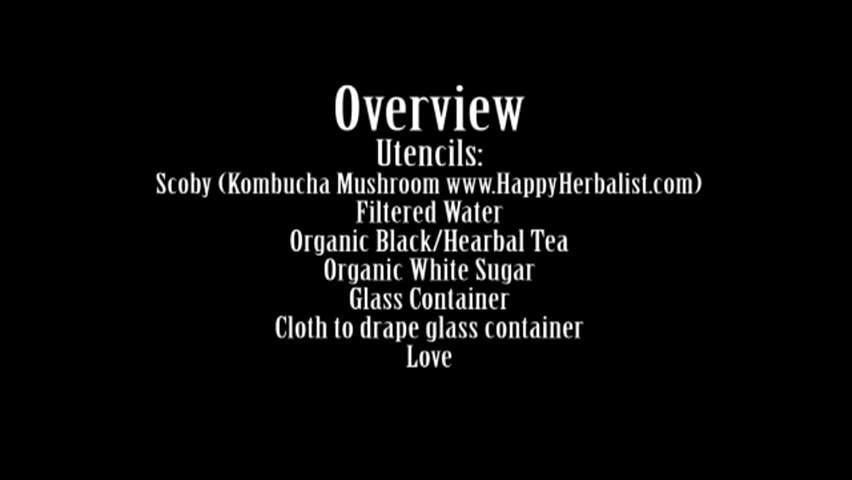 Overview
Utencils:
Scoby (Kombucha Mushroom www.HappyHerbalist.com)
Filtered Water
Organic Black/Hearbal Tea
Organic White Sugar
Glass Container
Cloth to drape glass container
Love